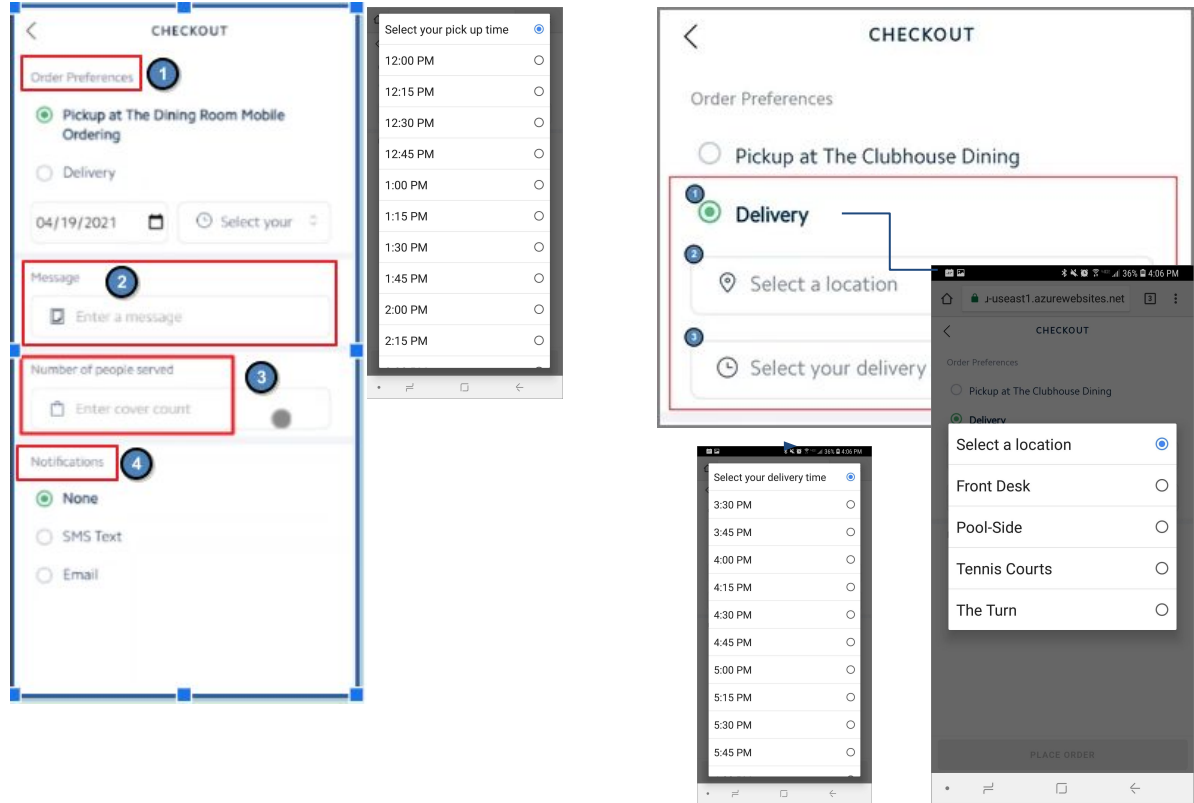 CHECKOUT
Order Preferences
1
Pickup at The Dining Room Mobile
Ordering
Delivery
04/19/2021
Select your
Message
2
Enter a message
Number of people served
3
Enter cover count
Notifications
4
None
SMS Text
Email
Select your pick up time
12:00 PM
12:15 PM
12:30 PM
12:45 PM
1:00 PM
1:15 PM
1:30 PM
1:45 PM
2:00 PM
2:15 PM
CHECKOUT
Order Preferences
Pickup at The Clubhouse Dining
1
Delivery
2
Select a location
3
Select your delivery
36% 4:06 PM
Select your delivery time
3:30 PM
3:45 PM
4:00 PM
4:15 PM
4:30 PM
4:45 PM
5:00 PM
5:15 PM
5:30 PM
5:45 PM
36% 4:06 PM
-useast1.azurewebsites.net
3
CHECKOUT
Order Preferences
Pickup at The Clubhouse Dining
Delivery
Select a location
Front Desk
Pool-Side
Tennis Courts
The Turn
PLACE ORDER